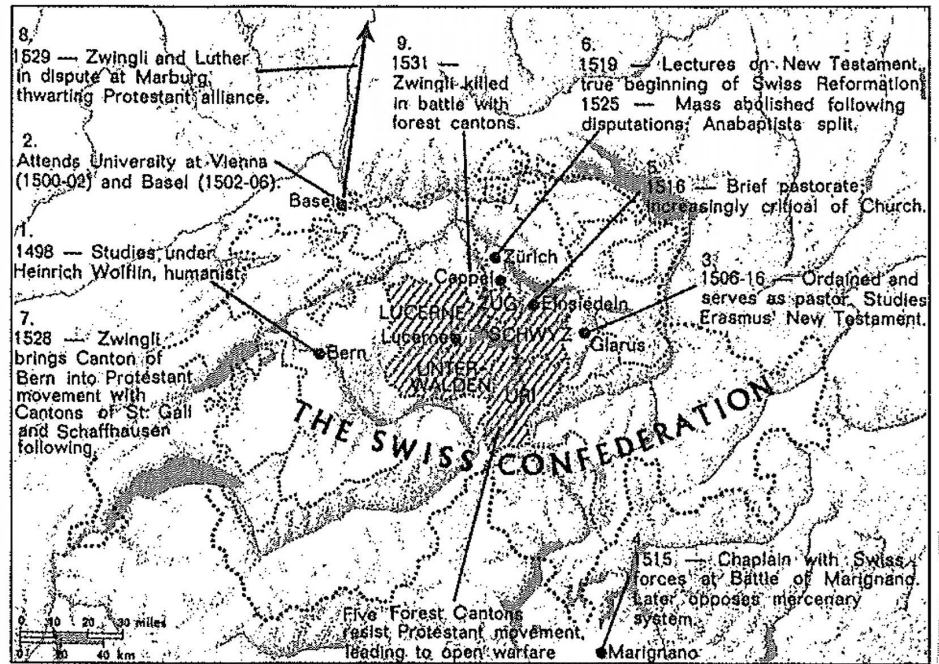 8.
1529 — Zwingli and Luther
in dispute at Marburg,
thwarting Protestant alliance.
9.
1531 —
Zwingli killed
in battle with
forest cantons.
6.
1519 — Lectures on New Testament,
true beginning of Swiss Reformation
1525 — Mass abolished following
disputations; Anabaptists split.
2.
Attends University at Vienna
(1500-02) and Basel (1502-06).
Basel
5.
1516 — Brief pastorate;
increasingly critical of Church.
1.
1498 — Studies under
Heinrich Wolflin, humanist.
Zürich
Cappel
ZUG
Einsiedeln
3.
1506-16 — Ordained and
serves as pastor. Studies
Erasmus' New Testament.
LUCERNE
Lucerne
SCHWYZ
Glarus
7.
1528 — Zwingli
brings Canton of
Bern into Protestant
movement with
Cantons of St. Gall
and Schaffhausen
following.
Bern
UNTER-
WALDEN
URI
THE SWISS CONFEDERATION
1515 — Chaplain with Swiss
forces at Battle of Marignano.
Later opposes mercenary
system.
Marignano
Five Forest Cantons
resist Protestant movement,
leading to open warfare
0 10 20 30 miles
0 20 40 km